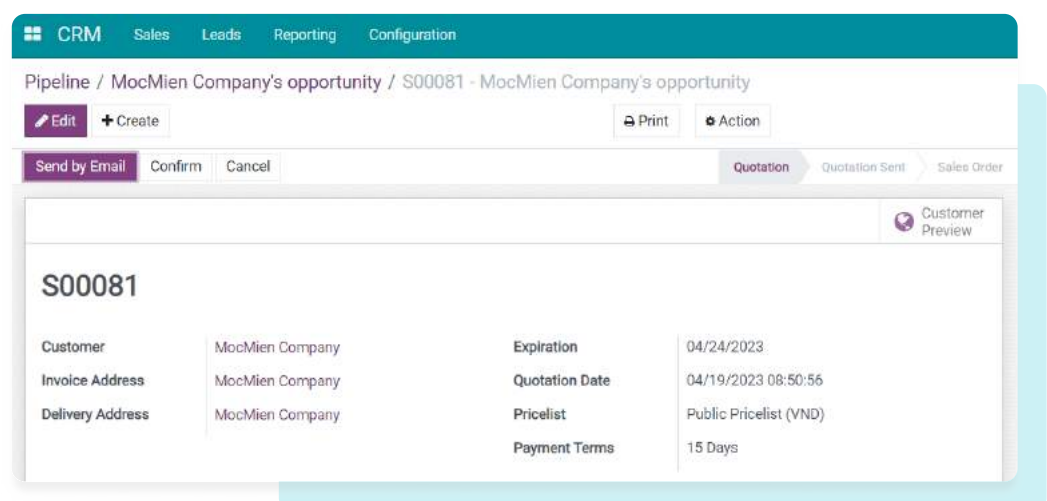 CRM Sales Leads Reporting Configuration
Pipeline / MocMien Company's opportunity / S00081 - MocMien Company's opportunity
Edit Create Print Action
Send by Email Confirm Cancel Quotation Quotation Sent Sales Order
Customer
Preview
S00081
Customer MocMien Company Expiration 04/24/2023
Invoice Address MocMien Company Quotation Date 04/19/2023 08:50:56
Delivery Address MocMien Company Pricelist Public Pricelist (VND)
Payment Terms 15 Days